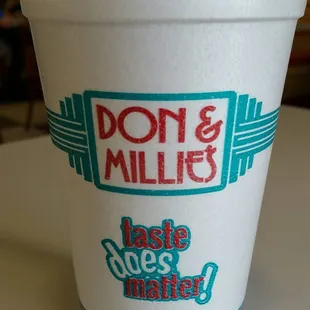 DON &
MILLIE'S
taste
does
matter!